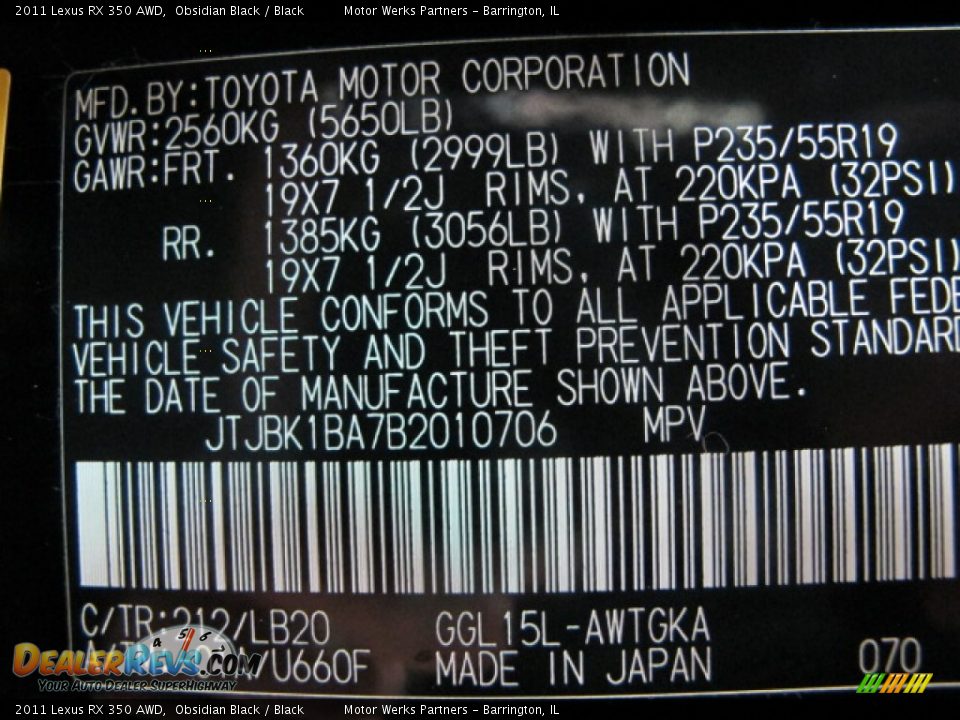 2011 Lexus RX 350 AWD,  Obsidian Black / Black          Motor Werks Partners - Barrington, IL
MFD. BY:TOYOTA MOTOR CORPORATION
GVWR:2560KG (5650LB)
GAWR:FRT. 1360KG (2999LB) WITH P235/55R19
19X7 1/2J RIMS, AT 220KPA (32PSI)
RR. 1385KG (3056LB) WITH P235/55R19
19X7 1/2J RIMS, AT 220KPA (32PSI)
THIS VEHICLE CONFORMS TO ALL APPLICABLE FEDE
VEHICLE SAFETY AND THEFT PREVENTION STANDARD
THE DATE OF MANUFACTURE SHOWN ABOVE.
JTJBK1BA7B2010706 MPV
C/TR:212/LB20 GGL15L-AWTGKA
/U660F MADE IN JAPAN 070
4 5 6
DEALERREVS.COM
Your Auto Dealer SuperHighway
2011 Lexus RX 350 AWD,  Obsidian Black / Black          Motor Werks Partners - Barrington, IL